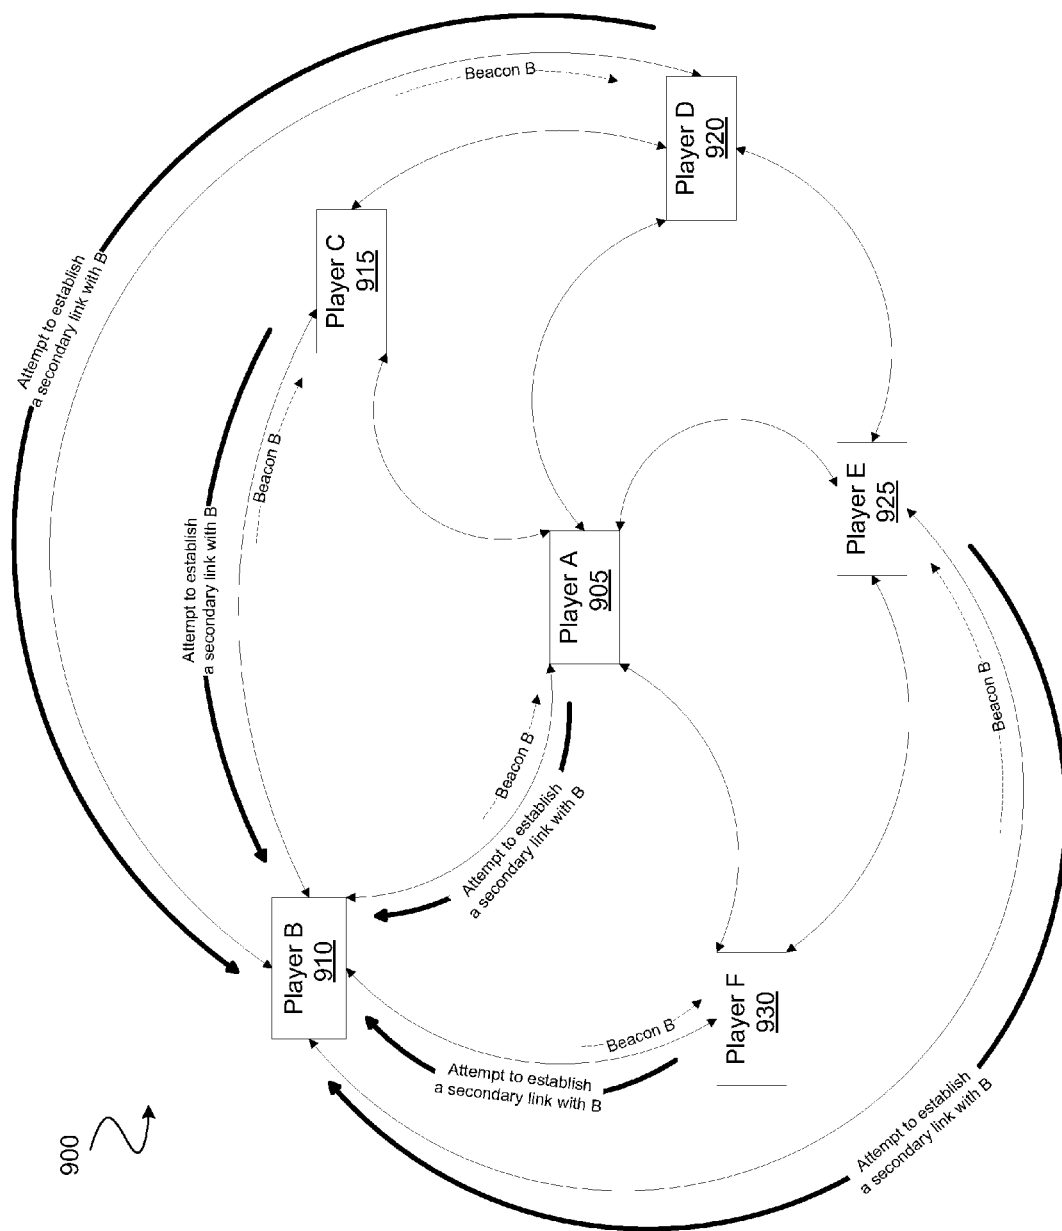 900
Player B
910
Player F
930
Player A
905
Player E
925
Player C
915
Player D
920
Attempt to establish
a secondary link with B
Beacon B
Attempt to establish
a secondary link with B
Beacon B
Attempt to establish
a secondary link with B
Beacon B
Attempt to establish
a secondary link with B
Beacon B
Attempt to establish
a secondary link with B
Beacon B